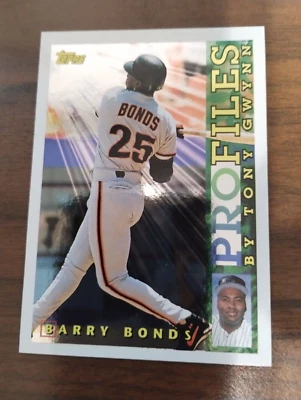 Topps
BONDS
25
PROFILES
BY TONY GWYNN
BARRY BONDS